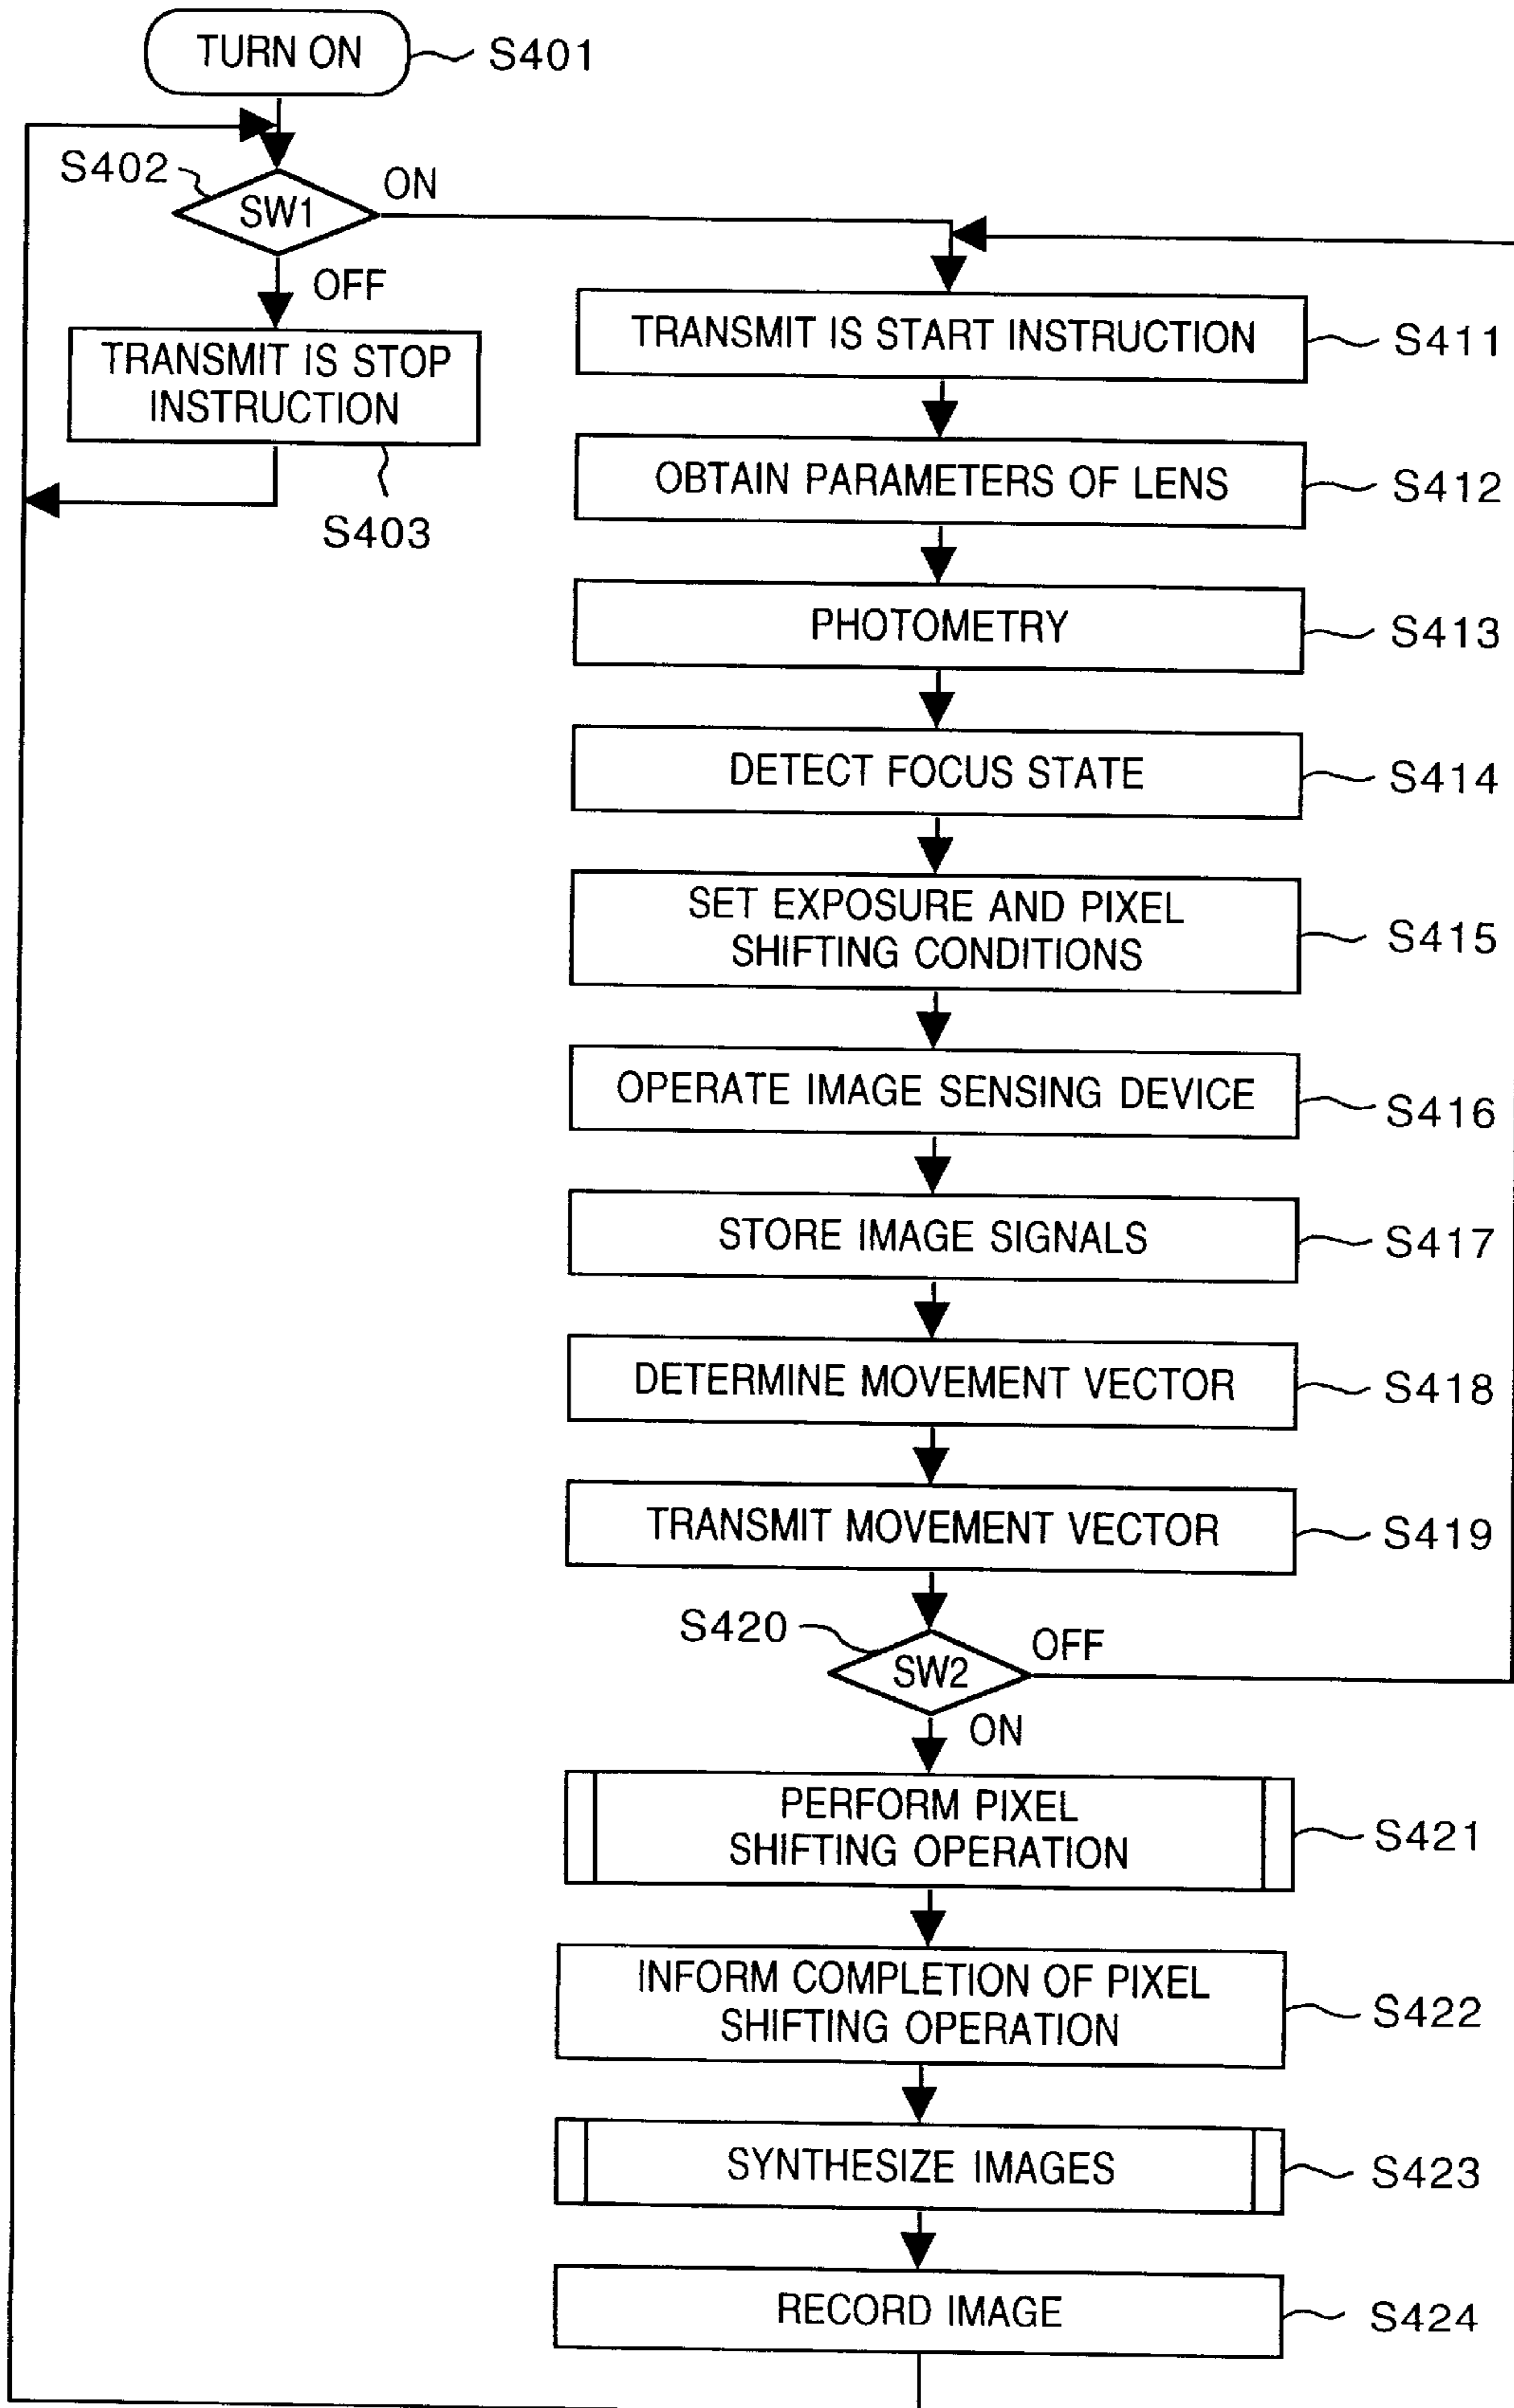 TURN ON
S401
S402
SW1
ON
OFF
TRANSMIT IS STOP
INSTRUCTION
S403
TRANSMIT IS START INSTRUCTION
S411
OBTAIN PARAMETERS OF LENS
S412
PHOTOMETRY
S413
DETECT FOCUS STATE
S414
SET EXPOSURE AND PIXEL
SHIFTING CONDITIONS
S415
OPERATE IMAGE SENSING DEVICE
S416
STORE IMAGE SIGNALS
S417
DETERMINE MOVEMENT VECTOR
S418
TRANSMIT MOVEMENT VECTOR
S419
S420
SW2
OFF
ON
PERFORM PIXEL
SHIFTING OPERATION
S421
INFORM COMPLETION OF PIXEL
SHIFTING OPERATION
S422
SYNTHESIZE IMAGES
S423
RECORD IMAGE
S424